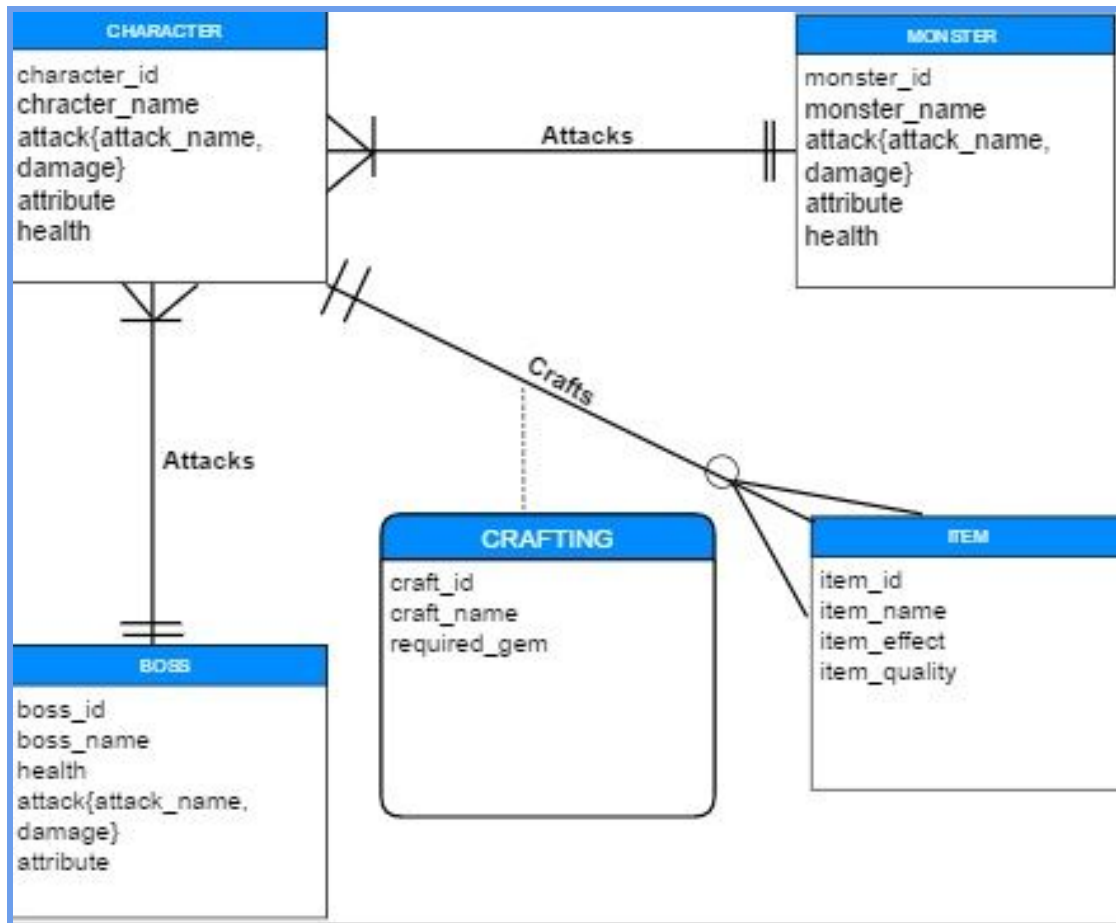 CHARACTER
character_id
chracter_name
attack{attack_name,
damage}
attribute
health
MONSTER
monster_id
monster_name
attack{attack_name,
damage}
attribute
health
Attacks
Crafts
Attacks
CRAFTING
craft_id
craft_name
required_gem
ITEM
item_id
item_name
item_effect
item_quality
BOSS
boss_id
boss_name
health
attack{attack_name,
damage}
attribute